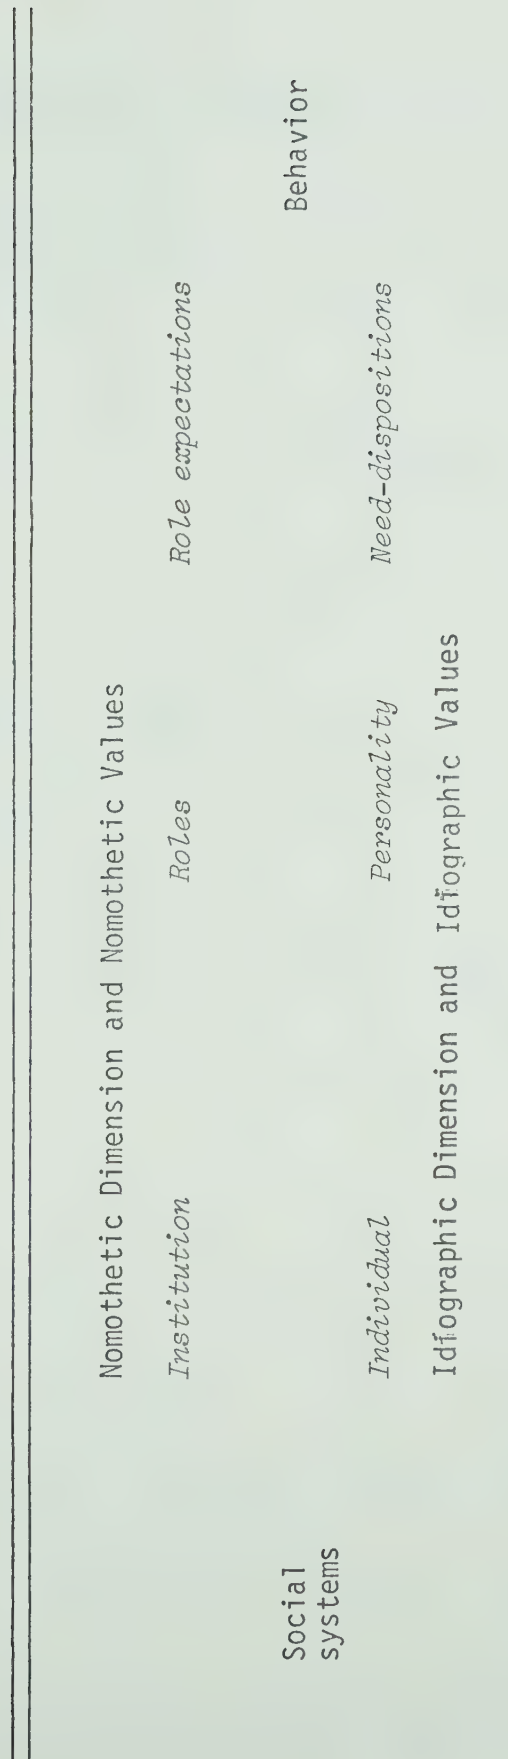 Nomothetic Dimension and Nomothetic Values
Institution Roles Role expectations
Social
systems
Behavior
Individual Personality Need-dispositions
Idiographic Dimension and Idiographic Values